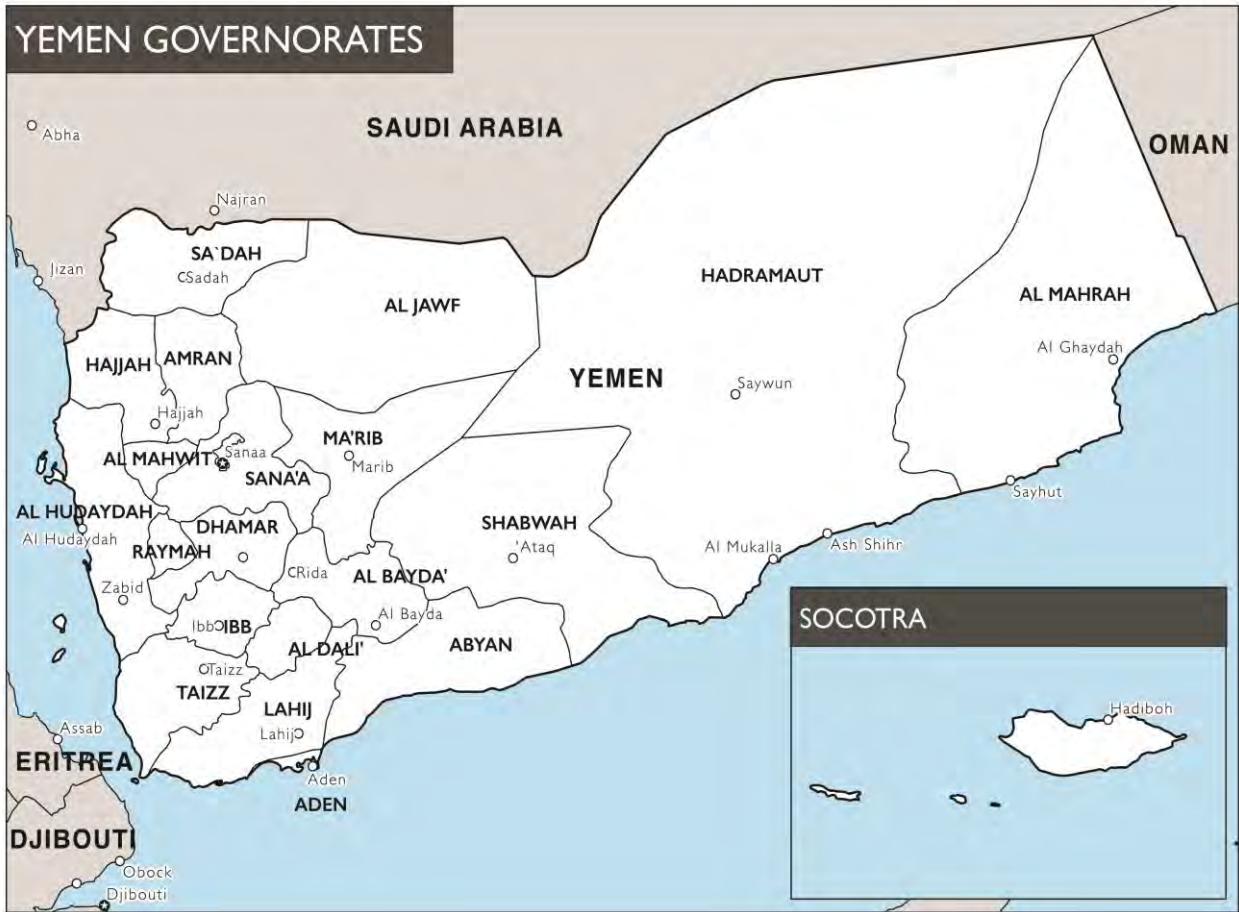 YEMEN GOVERNORATES
SAUDI ARABIA
OMAN
Abha
Najran
Jizan
SA`DAH
Sadah
AL JAWF
HADRAMAUT
AL MAHRAH
HAJJAH
AMRAN
Al Ghaydah
YEMEN
Saywun
Hajjah
MA'RIB
Marib
AL MAHWIT
Sanaa
SANA'A
Sayhut
AL HUDAYDAH
Al Hudaydah
DHAMAR
SHABWAH
'Ataq
RAYMAH
Al Mukalla
Ash Shihr
Rida
AL BAYDA'
Zabid
Al Bayda
Ibb
IBB
AL DALI'
ABYAN
Taizz
TAIZZ
LAHIJ
Lahij
Aden
ADEN
Assab
ERITREA
DJIBOUTI
Obock
Djibouti
SOCOTRA
Hadiboh